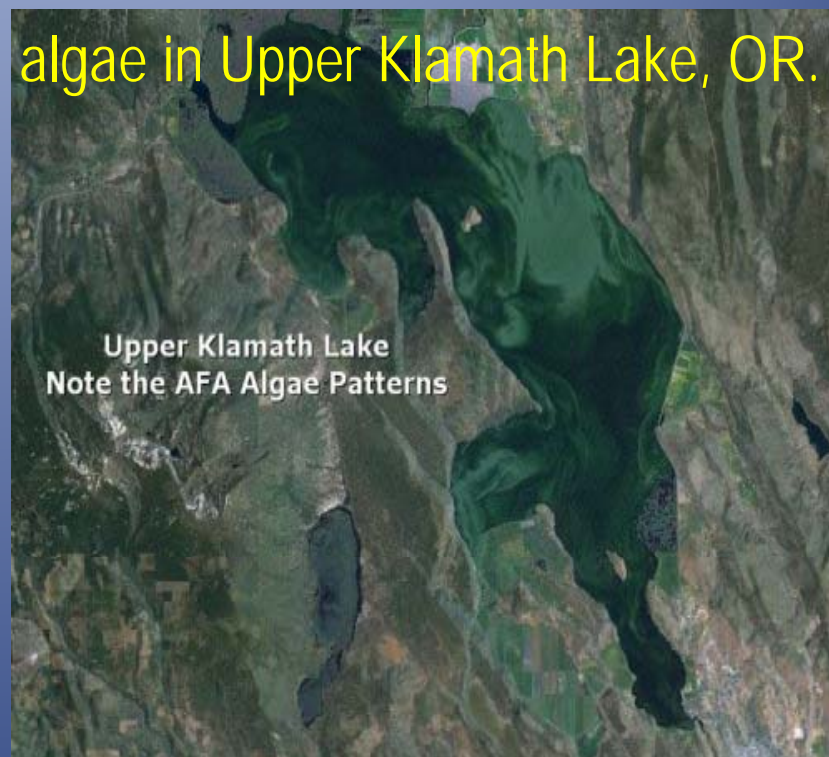 algae in Upper Klamath Lake, OR.
Upper Klamath Lake
Note the AFA Algae Patterns